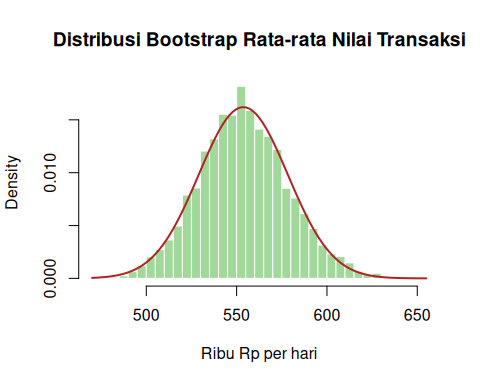 Distribusi Bootstrap Rata-rata Nilai Transaksi
Density
0.010
0.000
500 550 600 650
Ribu Rp per hari